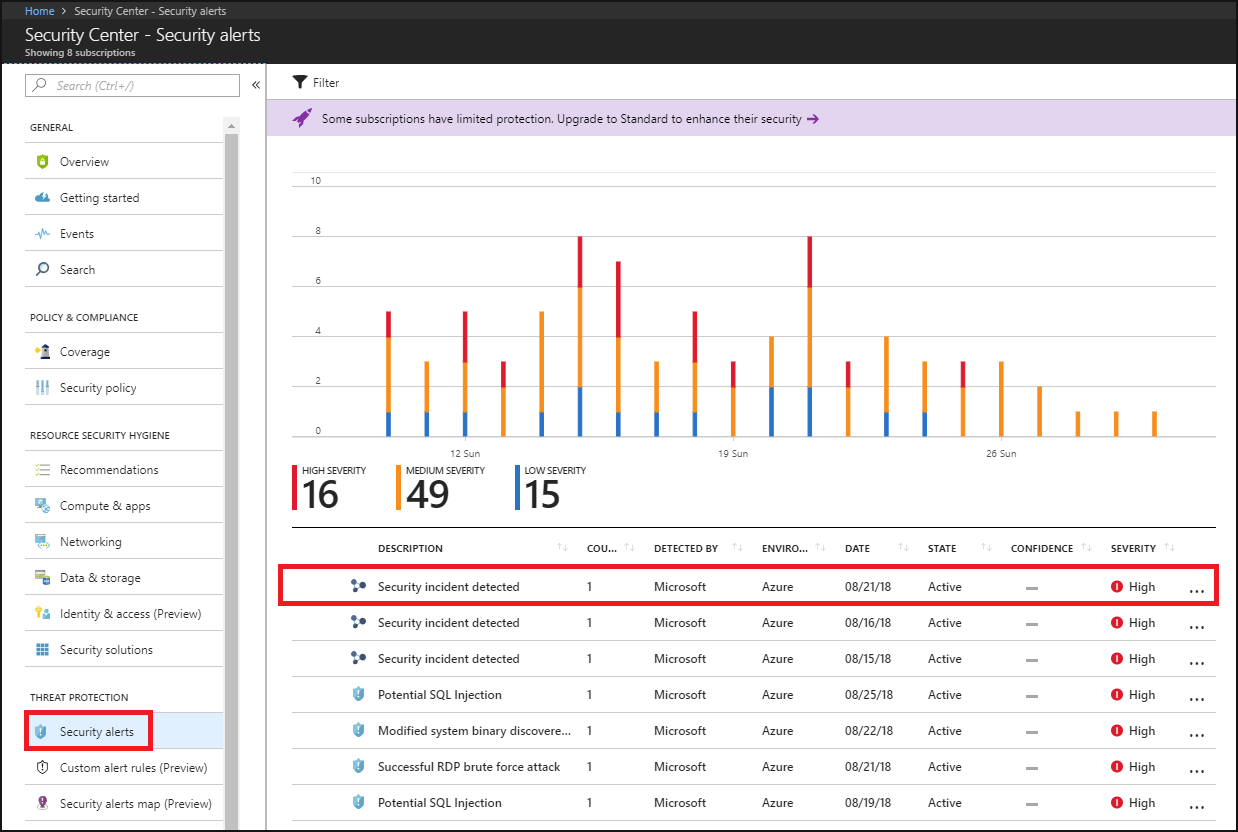 Home > Security Center - Security alerts
Security Center - Security alerts
Showing 8 subscriptions
Search (Ctrl+/)
«
GENERAL
Overview
Getting started
Events
Search
POLICY & COMPLIANCE
Coverage
Security policy
RESOURCE SECURITY HYGIENE
Recommendations
Compute & apps
Networking
Data & storage
Identity & access (Preview)
Security solutions
THREAT PROTECTION
Security alerts
Custom alert rules (Preview)
Security alerts map (Preview)
Filter
Some subscriptions have limited protection. Upgrade to Standard to enhance their security →
10
8
6
4
2
0
12 Sun 19 Sun 26 Sun
HIGH SEVERITY MEDIUM SEVERITY LOW SEVERITY
16 49 15
DESCRIPTION COU... DETECTED BY ENVIRO... DATE STATE CONFIDENCE SEVERITY
Security incident detected 1 Microsoft Azure 08/21/18 Active — High ...
Security incident detected 1 Microsoft Azure 08/16/18 Active — High ...
Security incident detected 1 Microsoft Azure 08/15/18 Active — High ...
Potential SQL Injection 1 Microsoft Azure 08/25/18 Active — High ...
Modified system binary discovere... 1 Microsoft Azure 08/22/18 Active — High ...
Successful RDP brute force attack 1 Microsoft Azure 08/21/18 Active — High ...
Potential SQL Injection 1 Microsoft Azure 08/19/18 Active — High ...